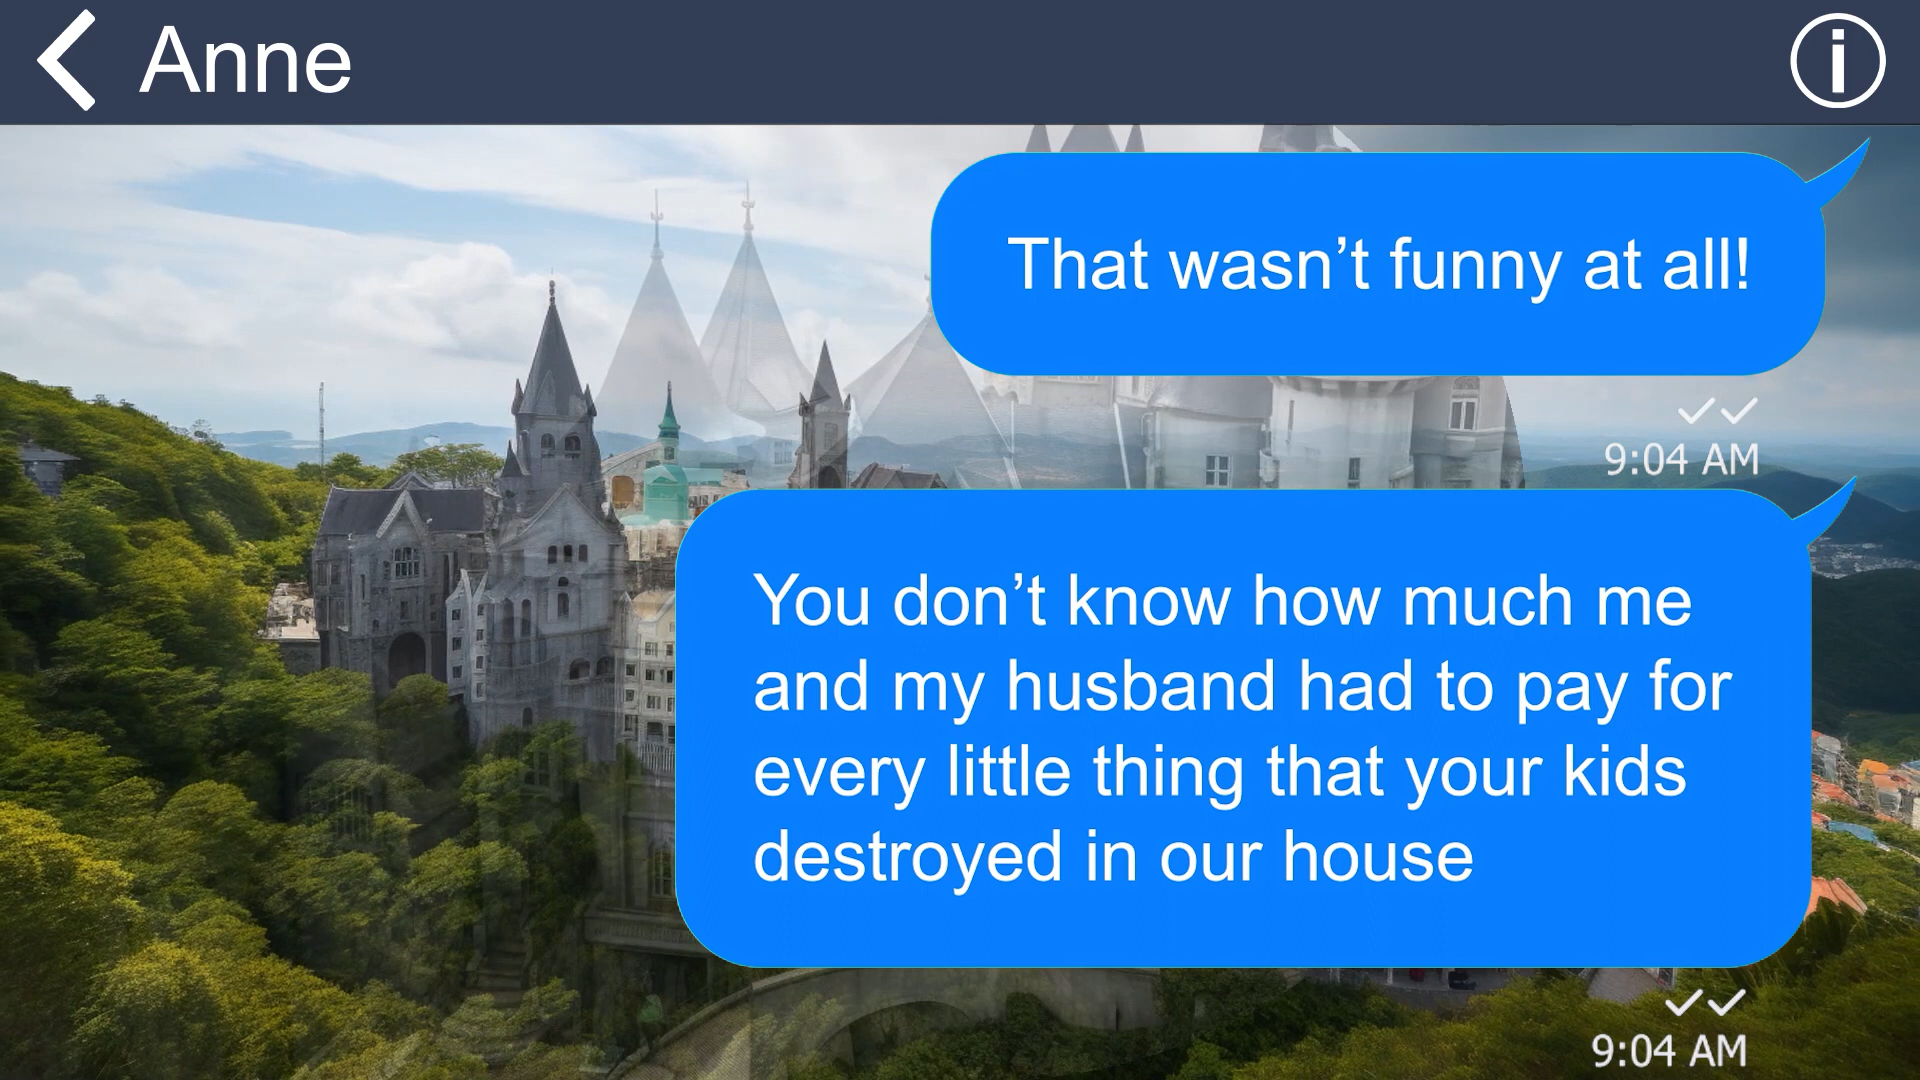 Anne
That wasn’t funny at all!
9:04 AM
You don’t know how much me
and my husband had to pay for
every little thing that your kids
destroyed in our house
9:04 AM